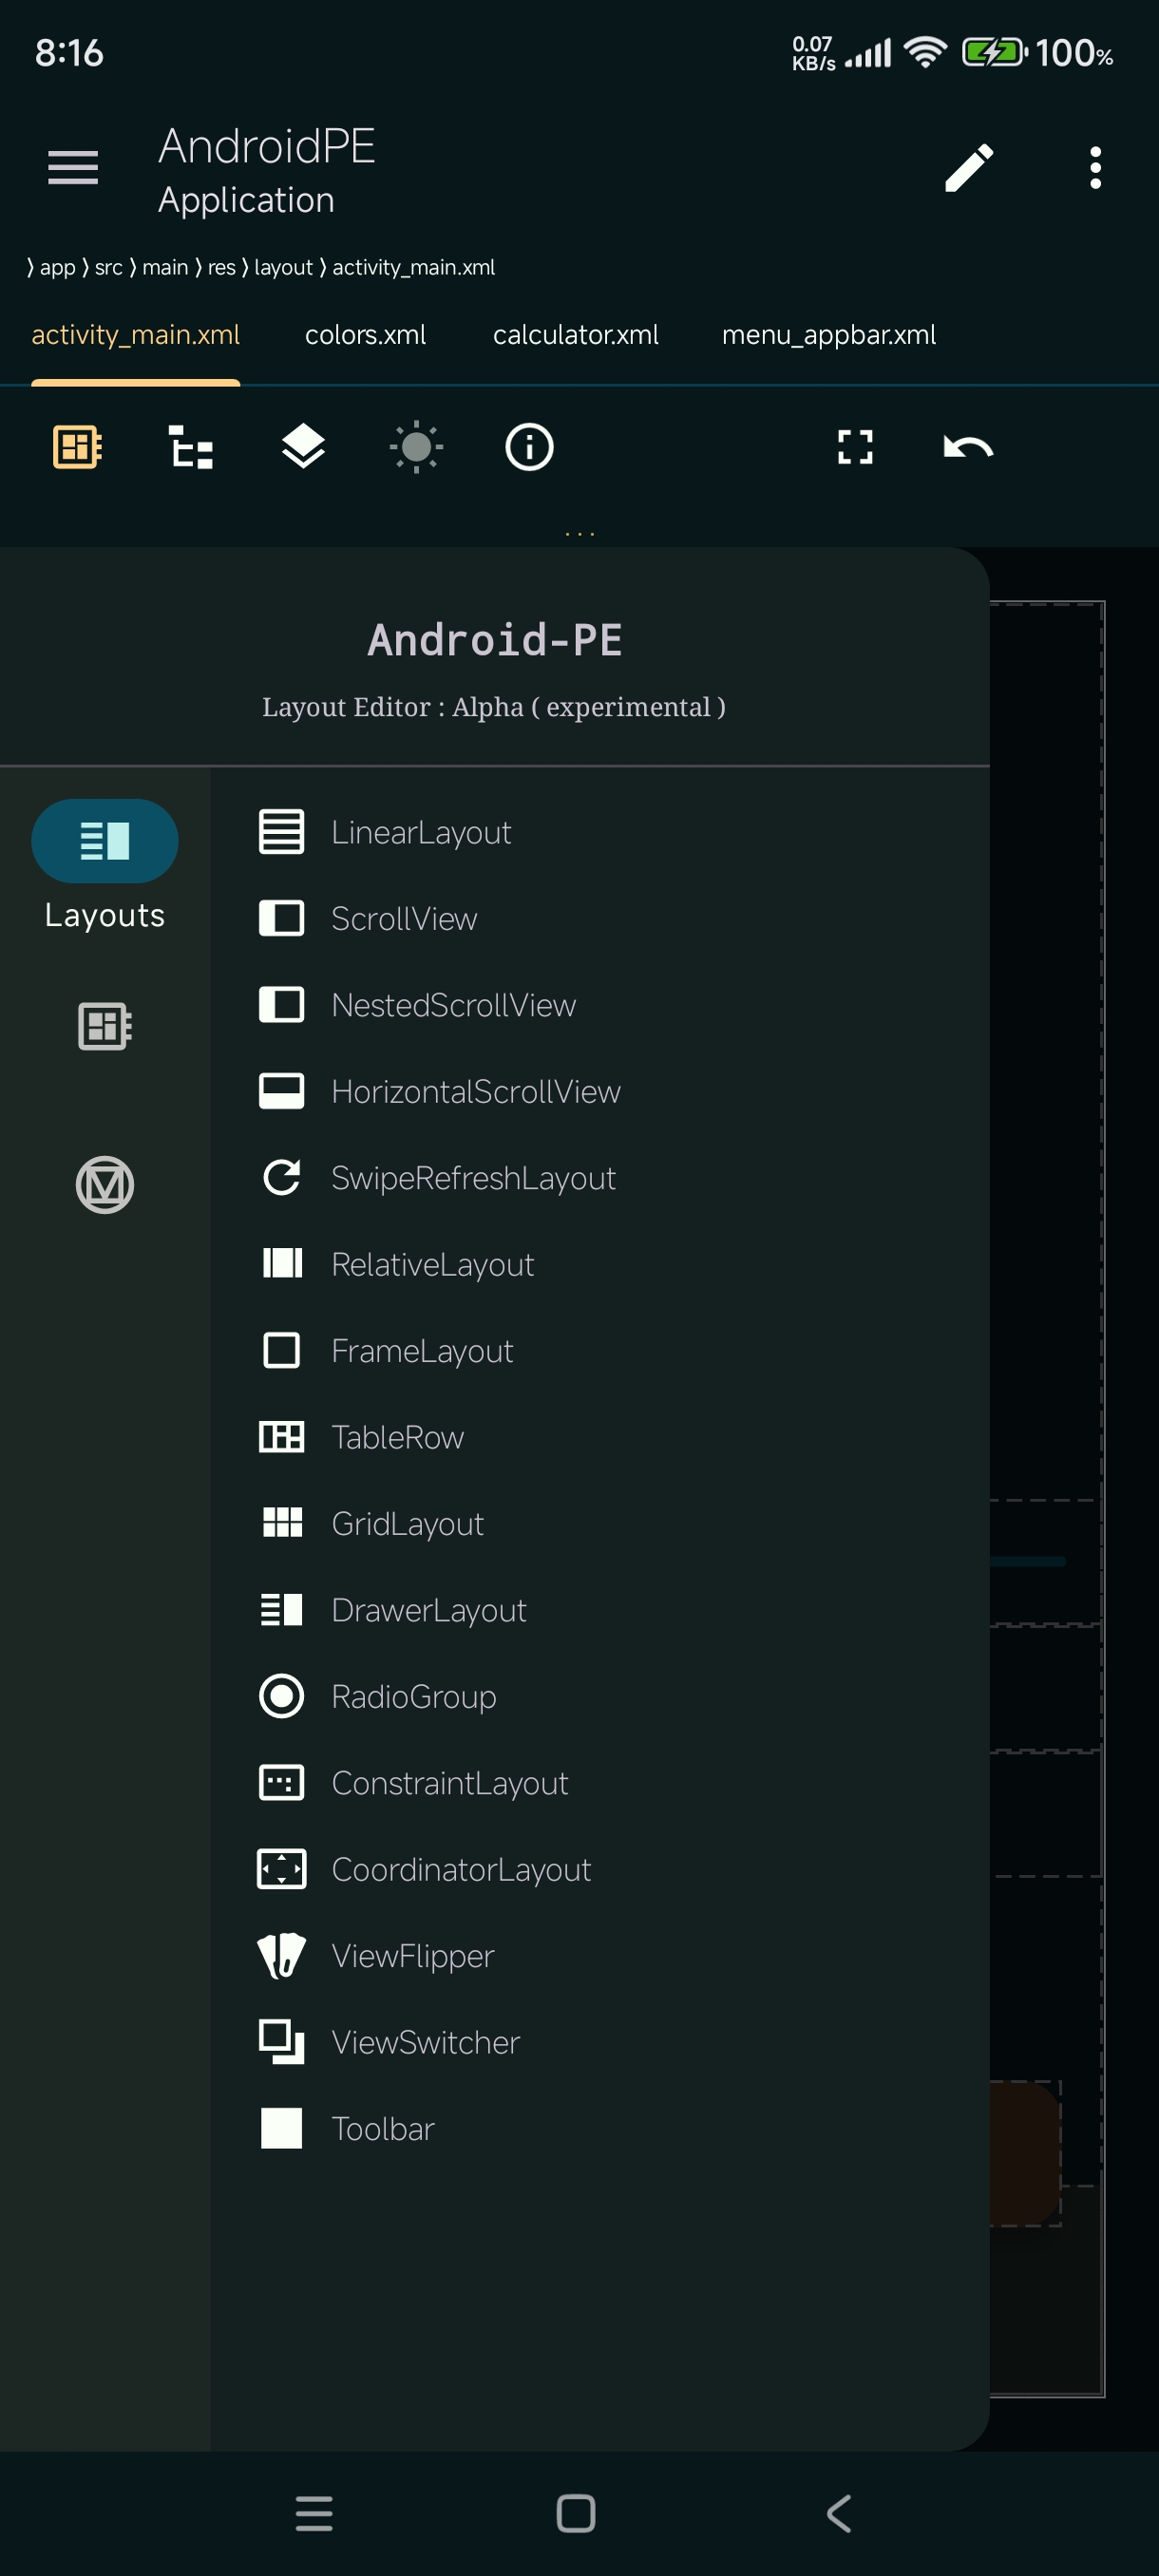 8:16
0.07
KB/s
100%
AndroidPE
Application
⟩ app ⟩ src ⟩ main ⟩ res ⟩ layout ⟩ activity_main.xml
activity_main.xml colors.xml calculator.xml menu_appbar.xml
...
Android-PE
Layout Editor : Alpha ( experimental )
Layouts
LinearLayout
ScrollView
NestedScrollView
HorizontalScrollView
SwipeRefreshLayout
RelativeLayout
FrameLayout
TableRow
GridLayout
DrawerLayout
RadioGroup
ConstraintLayout
CoordinatorLayout
ViewFlipper
ViewSwitcher
Toolbar